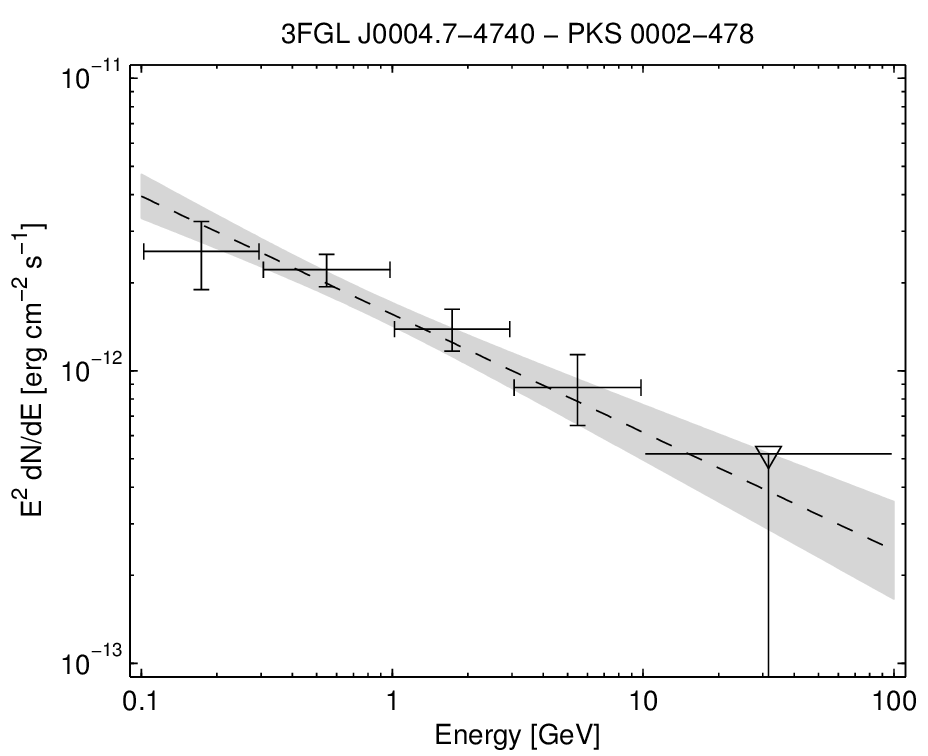 3FGL J0004.7−4740 − PKS 0002−478
10⁻¹¹
10⁻¹²
10⁻¹³
E² dN/dE [erg cm⁻² s⁻¹]
0.1 1 10 100
Energy [GeV]